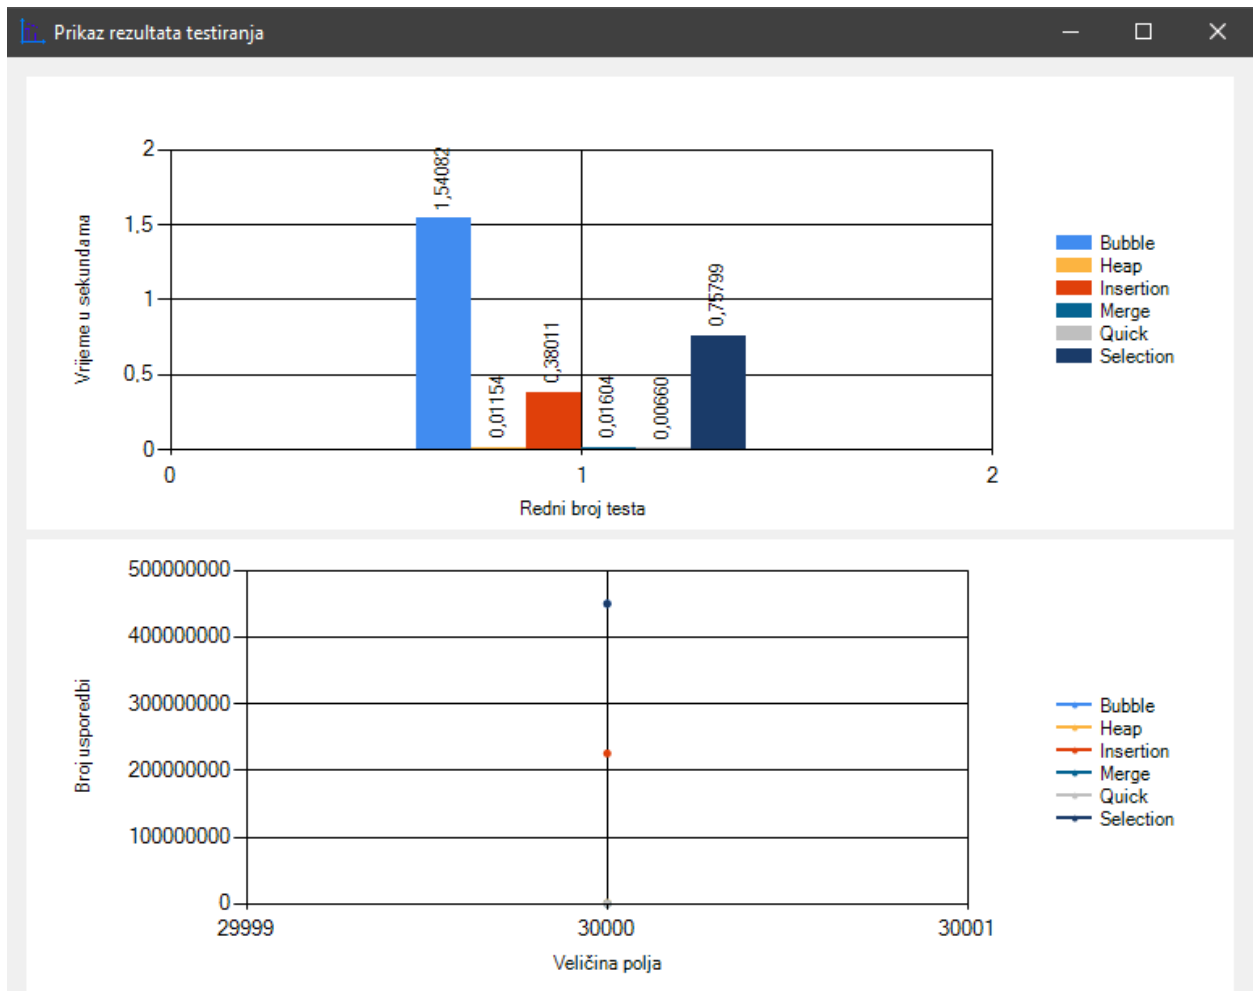 Prikaz rezultata testiranja
2
1,5
1
0,5
0
Vrijeme u sekundama
1,54082
0,01154
0,38011
0,01604
0,00660
0,75799
0
1
2
Redni broj testa
Bubble
Heap
Insertion
Merge
Quick
Selection
500000000
400000000
300000000
200000000
100000000
0
Broj usporedbi
29999
30000
30001
Veličina polja
Bubble
Heap
Insertion
Merge
Quick
Selection